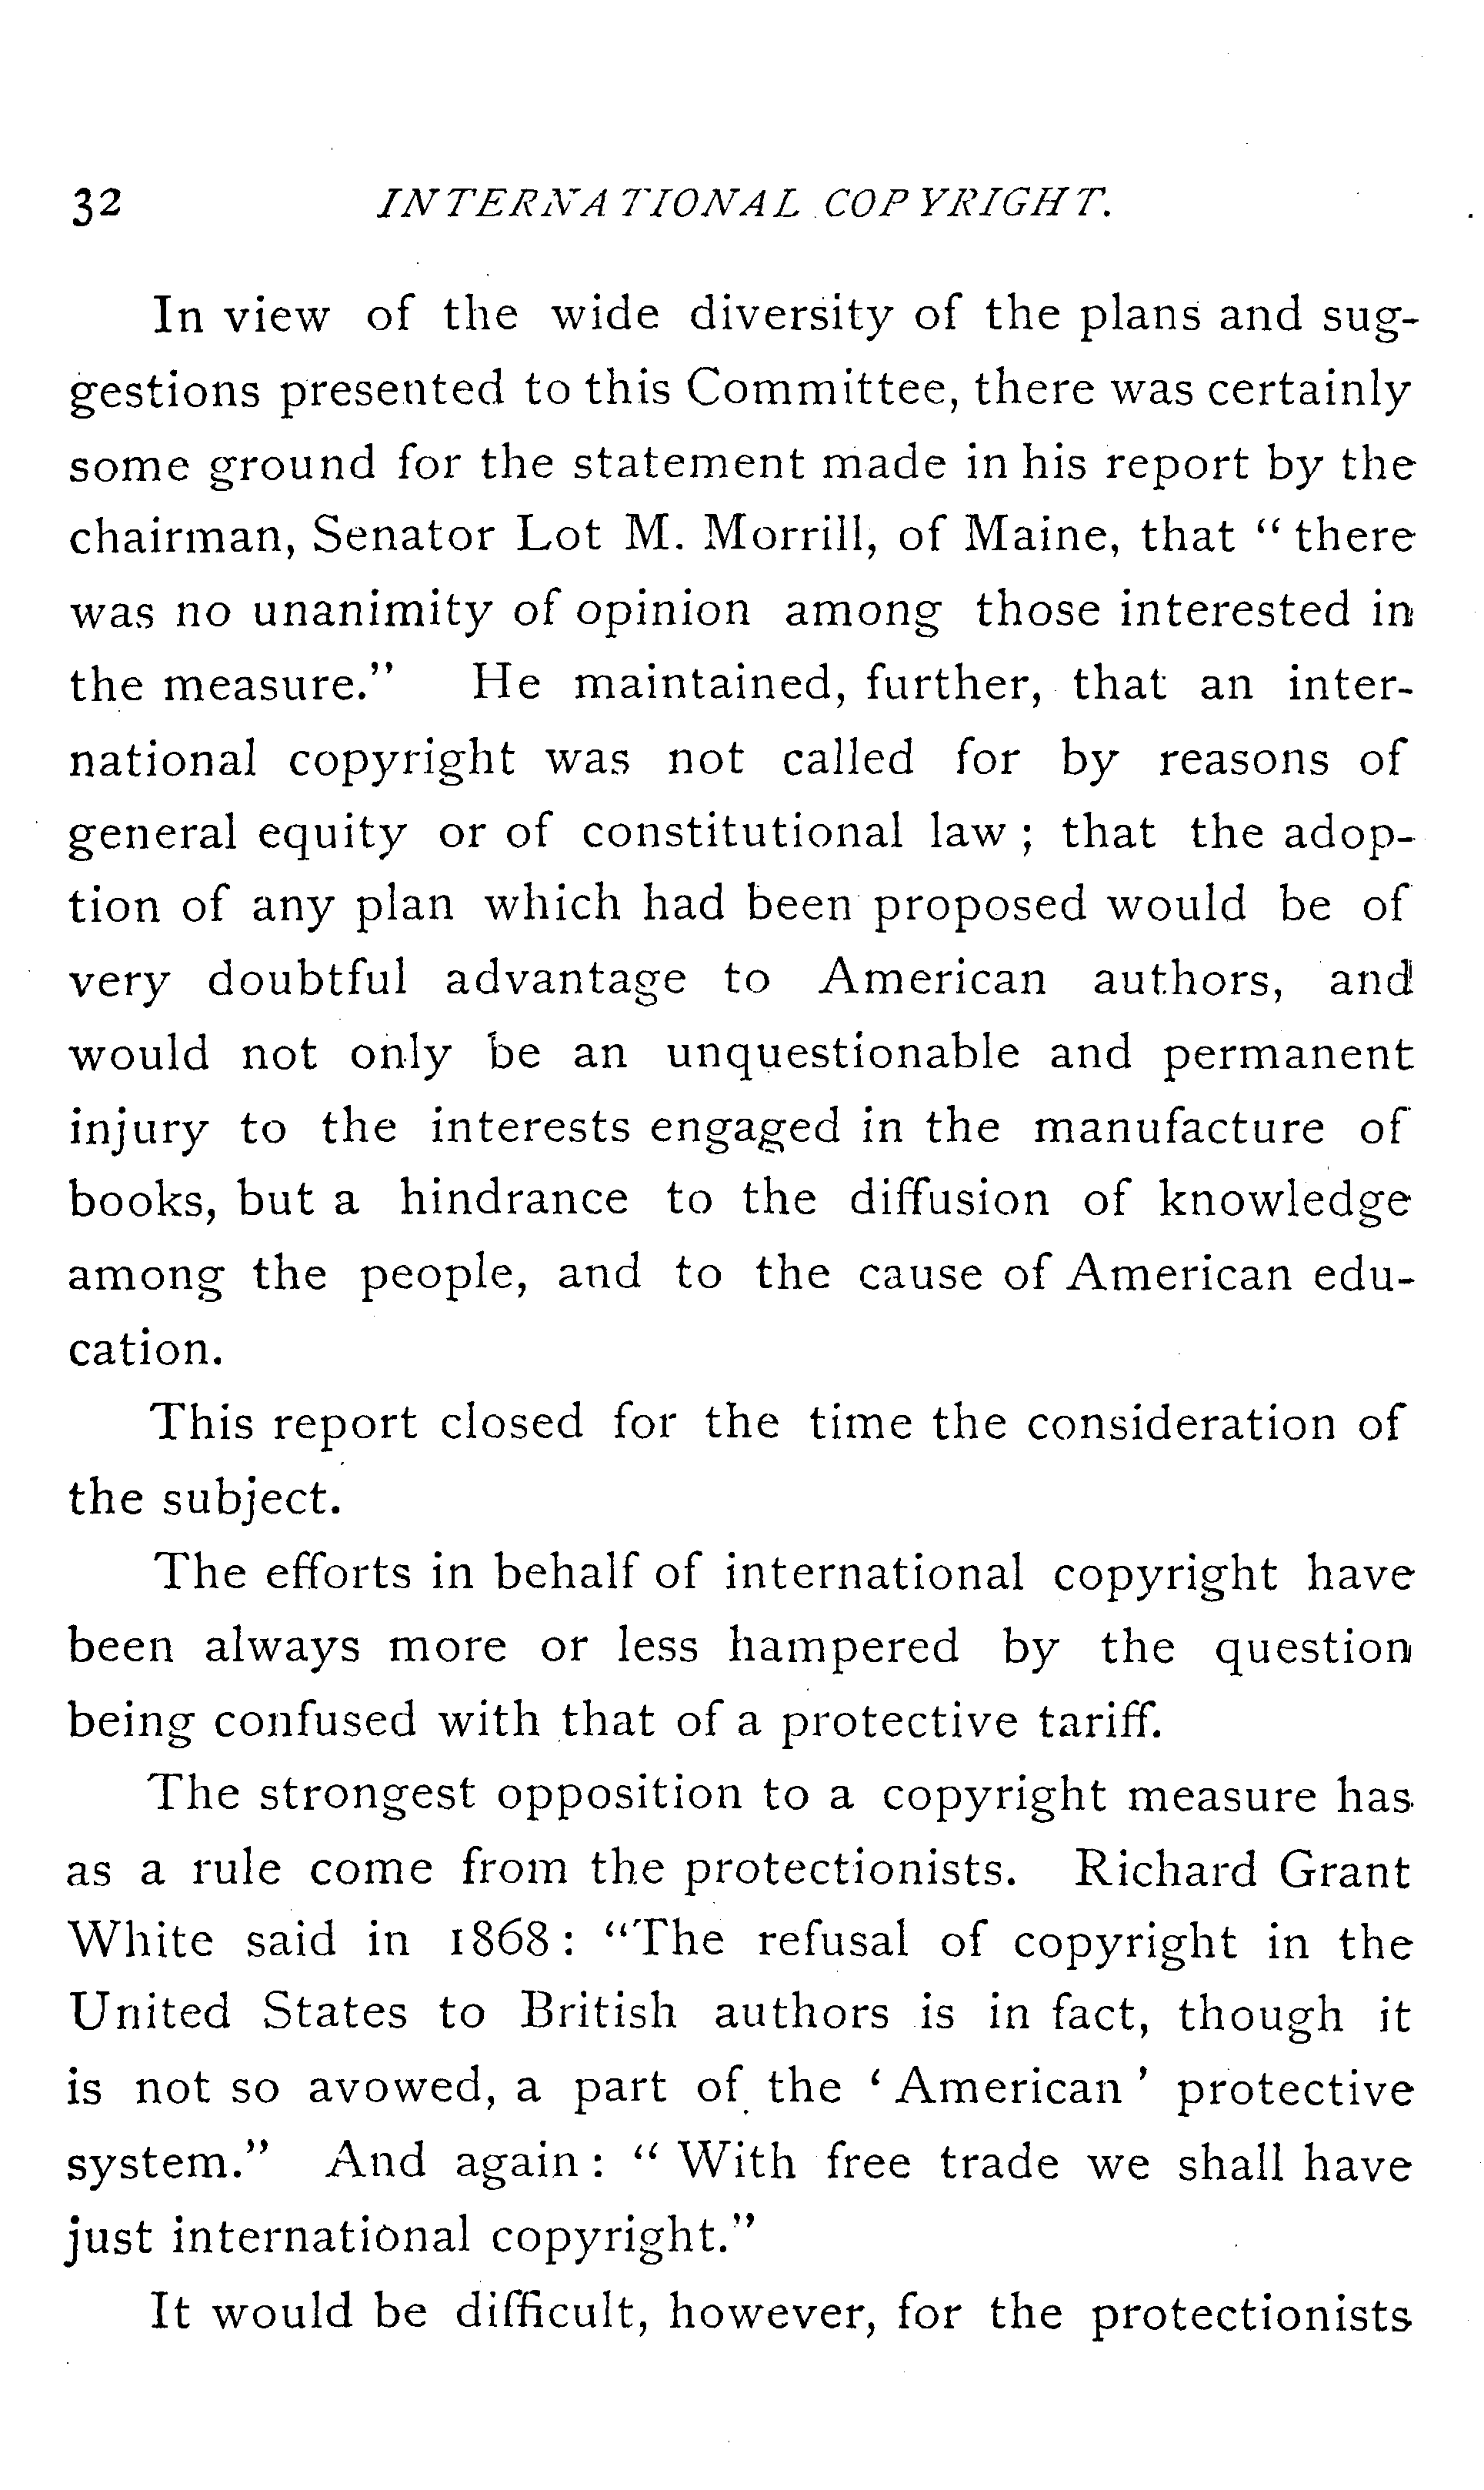 32 INTERNATIONAL COPYRIGHT.
In view of the wide diversity of the plans and sug-
gestions presented to this Committee, there was certainly
some ground for the statement made in his report by the
chairman, Senator Lot M. Morrill, of Maine, that “ there
was no unanimity of opinion among those interested in
the measure.” He maintained, further, that an inter-
national copyright was not called for by reasons of
general equity or of constitutional law ; that the adop-
tion of any plan which had been proposed would be of
very doubtful advantage to American authors, and
would not only be an unquestionable and permanent
injury to the interests engaged in the manufacture of
books, but a hindrance to the diffusion of knowledge
among the people, and to the cause of American edu-
cation.
This report closed for the time the consideration of
the subject.
The efforts in behalf of international copyright have
been always more or less hampered by the question
being confused with that of a protective tariff.
The strongest opposition to a copyright measure has
as a rule come from the protectionists. Richard Grant
White said in 1868 : “The refusal of copyright in the
United States to British authors is in fact, though it
is not so avowed, a part of the ‘ American ’ protective
system.” And again : “ With free trade we shall have
just international copyright.”
It would be difficult, however, for the protectionists